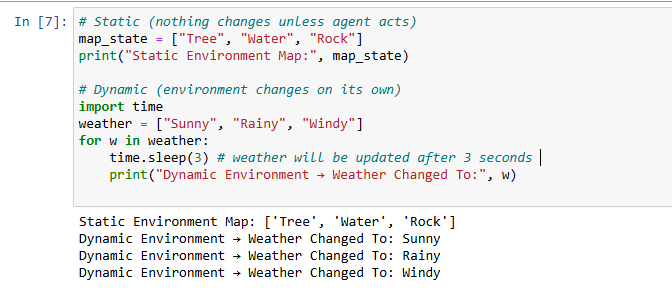 In [7]: # Static (nothing changes unless agent acts)
map_state = ["Tree", "Water", "Rock"]
print("Static Environment Map:", map_state)
# Dynamic (environment changes on its own)
import time
weather = ["Sunny", "Rainy", "Windy"]
for w in weather:
    time.sleep(3) # weather will be updated after 3 seconds
    print("Dynamic Environment → Weather Changed To:", w)
Static Environment Map: ['Tree', 'Water', 'Rock']
Dynamic Environment → Weather Changed To: Sunny
Dynamic Environment → Weather Changed To: Rainy
Dynamic Environment → Weather Changed To: Windy